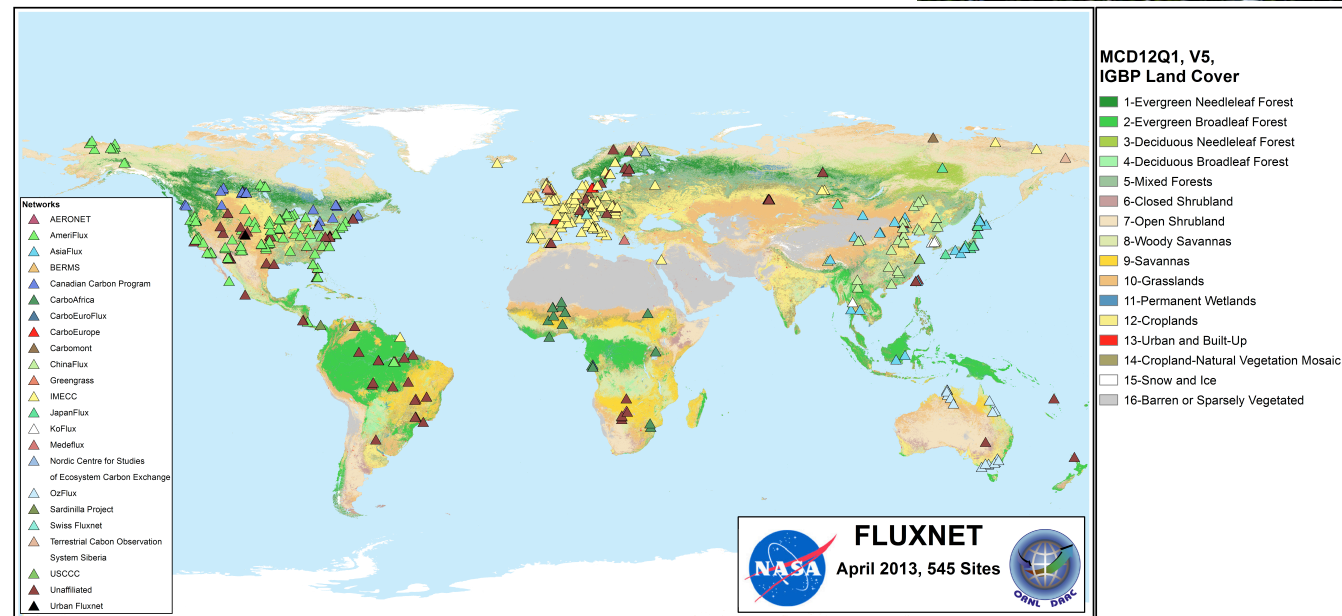 MCD12Q1, V5,
IGBP Land Cover
1-Evergreen Needleleaf Forest
2-Evergreen Broadleaf Forest
3-Deciduous Needleleaf Forest
4-Deciduous Broadleaf Forest
5-Mixed Forests
6-Closed Shrubland
7-Open Shrubland
8-Woody Savannas
9-Savannas
10-Grasslands
11-Permanent Wetlands
12-Croplands
13-Urban and Built-Up
14-Cropland-Natural Vegetation Mosaic
15-Snow and Ice
16-Barren or Sparsely Vegetated
Networks
AERONET
AmeriFlux
AsiaFlux
BERMS
Canadian Carbon Program
CarboAfrica
CarboEuroFlux
CarboEurope
Carbomont
ChinaFlux
Greengrass
IMECC
JapanFlux
KoFlux
Medeflux
Nordic Centre for Studies
of Ecosystem Carbon Exchange
OzFlux
Sardinilla Project
Swiss Fluxnet
Terrestrial Cabon Observation
System Siberia
USCCC
Unaffiliated
Urban Fluxnet
NASA
FLUXNET
April 2013, 545 Sites
ORNL DAAC